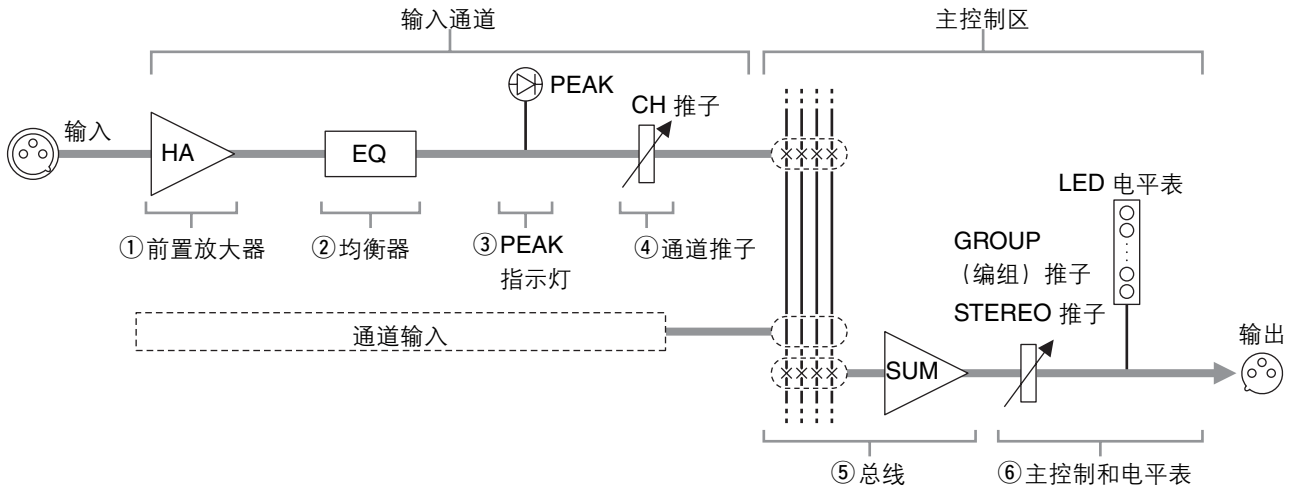 输入通道
主控制区
PEAK
CH 推子
输入
HA
EQ
LED 电平表
①前置放大器
②均衡器
③PEAK
指示灯
④通道推子
GROUP
（编组）推子
STEREO 推子
通道输入
输出
SUM
⑤总线
⑥主控制和电平表